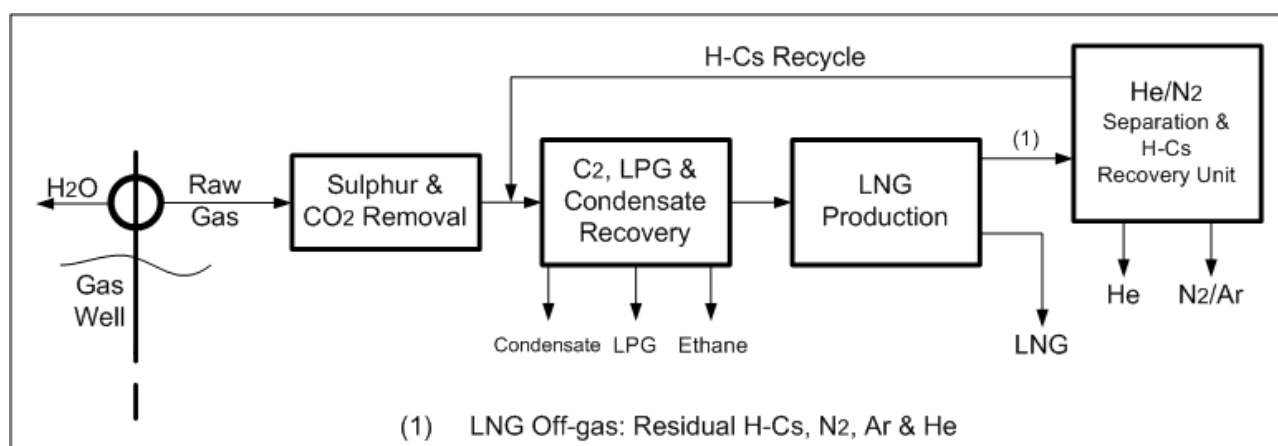 H-Cs Recycle
He/N2
Separation &
H-Cs
Recovery Unit
(1)
H2O
Raw
Gas
Sulphur &
CO2 Removal
C2, LPG &
Condensate
Recovery
LNG
Production
Gas
Well
Condensate
LPG
Ethane
LNG
He
N2/Ar
(1) LNG Off-gas: Residual H-Cs, N2, Ar & He